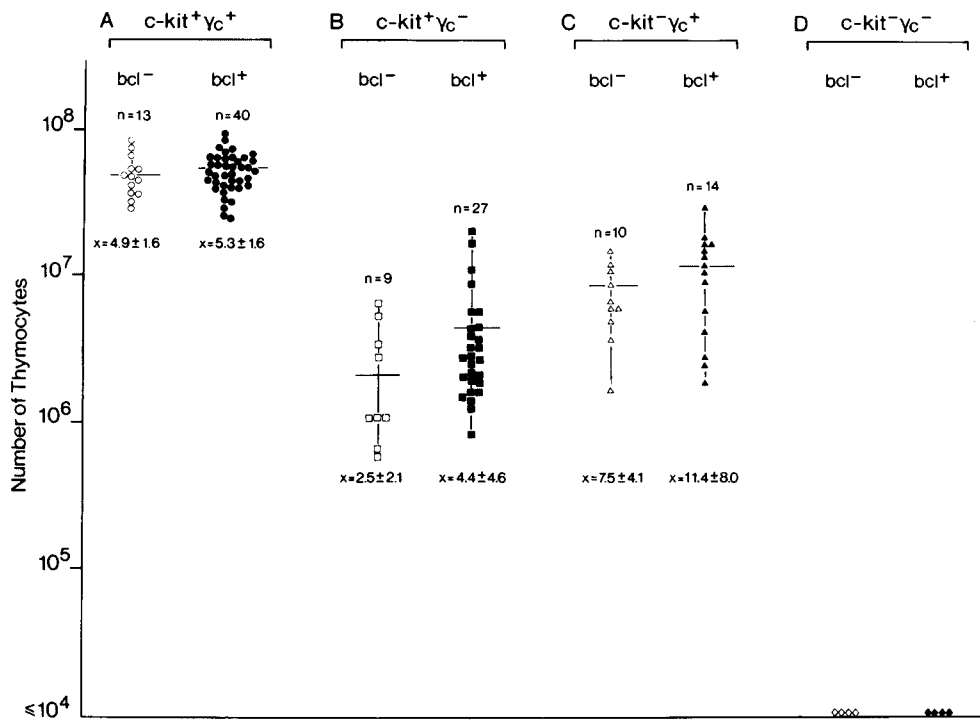 A c-kit⁺γc⁺ B c-kit⁺γc⁻ C c-kit⁻γc⁺ D c-kit⁻γc⁻
bcl⁻ bcl⁺ bcl⁻ bcl⁺ bcl⁻ bcl⁺ bcl⁻ bcl⁺
n=13 n=40
10⁸
n=14
n=27
n=10
x=4.9±1.6 x=5.3±1.6
10⁷
n=9
10⁶
x=2.5±2.1 x=4.4±4.6 x=7.5±4.1 x=11.4±8.0
10⁵
≤10⁴
Number of Thymocytes